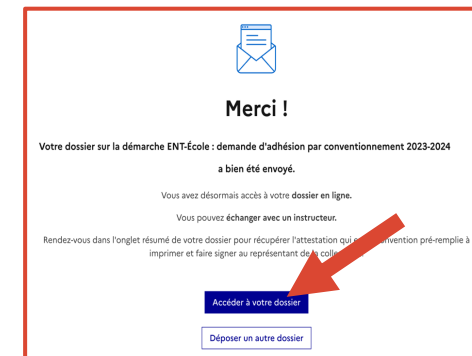 Merci !
Votre dossier sur la démarche ENT-École : demande d'adhésion par conventionnement 2023-2024
a bien été envoyé.
Vous avez désormais accès à votre dossier en ligne.
Vous pouvez échanger avec un instructeur.
Rendez-vous dans l'onglet résumé de votre dossier pour récupérer l'attestation qui convention pré-remplie à
imprimer et faire signer au représentant de la
Accéder à votre dossier
Déposer un autre dossier